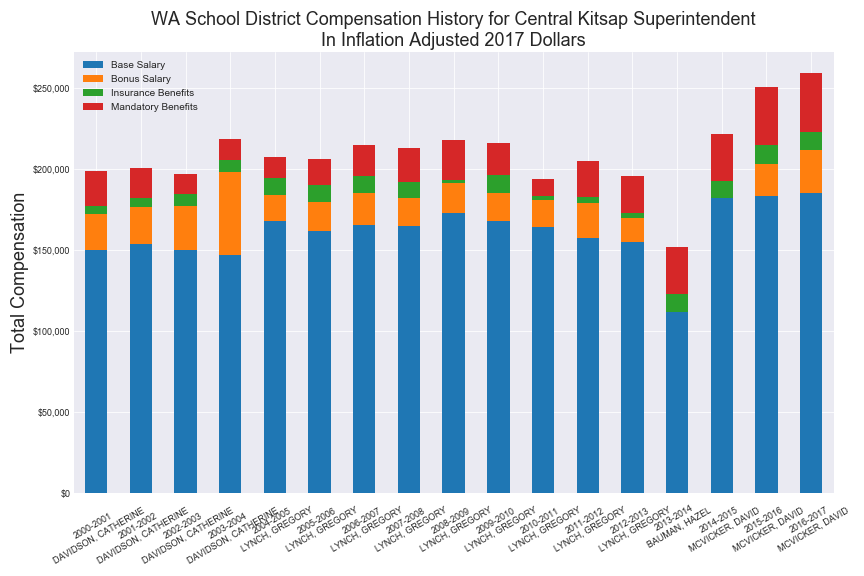 WA School District Compensation History for Central Kitsap Superintendent
In Inflation Adjusted 2017 Dollars
Base Salary
Bonus Salary
Insurance Benefits
Mandatory Benefits
Total Compensation
$250,000
$200,000
$150,000
$100,000
$50,000
$0
2000-2001
DAVIDSON, CATHERINE
2001-2002
DAVIDSON, CATHERINE
2002-2003
DAVIDSON, CATHERINE
2003-2004
DAVIDSON, CATHERINE
2004-2005
LYNCH, GREGORY
2005-2006
LYNCH, GREGORY
2006-2007
LYNCH, GREGORY
2007-2008
LYNCH, GREGORY
2008-2009
LYNCH, GREGORY
2009-2010
LYNCH, GREGORY
2010-2011
LYNCH, GREGORY
2011-2012
LYNCH, GREGORY
2012-2013
LYNCH, GREGORY
2013-2014
BAUMAN, HAZEL
2014-2015
MCVICKER, DAVID
2015-2016
MCVICKER, DAVID
2016-2017
MCVICKER, DAVID